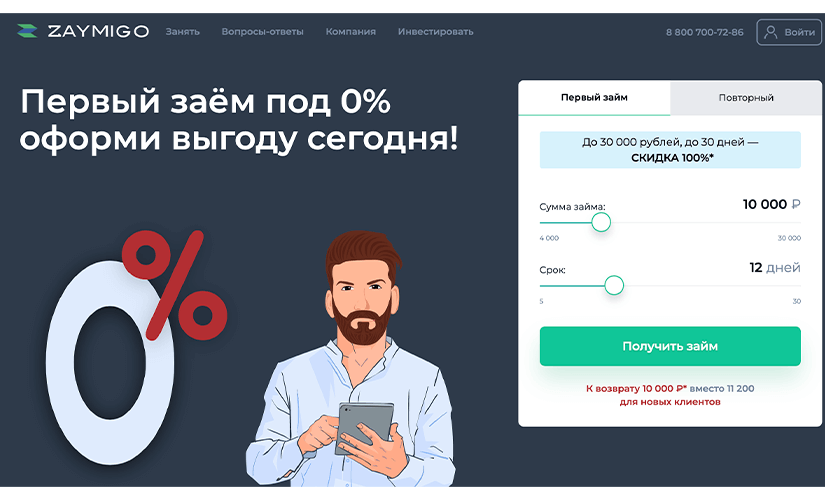 ZAYMIGO
Занять
Вопросы-ответы
Компания
Инвестировать
8 800 700-72-86
Войти
Первый заём под 0%
оформи выгоду сегодня!
Первый займ
Повторный
До 30 000 рублей, до 30 дней —
СКИДКА 100%*
Сумма займа:
10 000 ₽
4 000
30 000
Срок:
12 дней
5
30
Получить займ
К возврату 10 000 ₽* вместо 11 200
для новых клиентов
0%